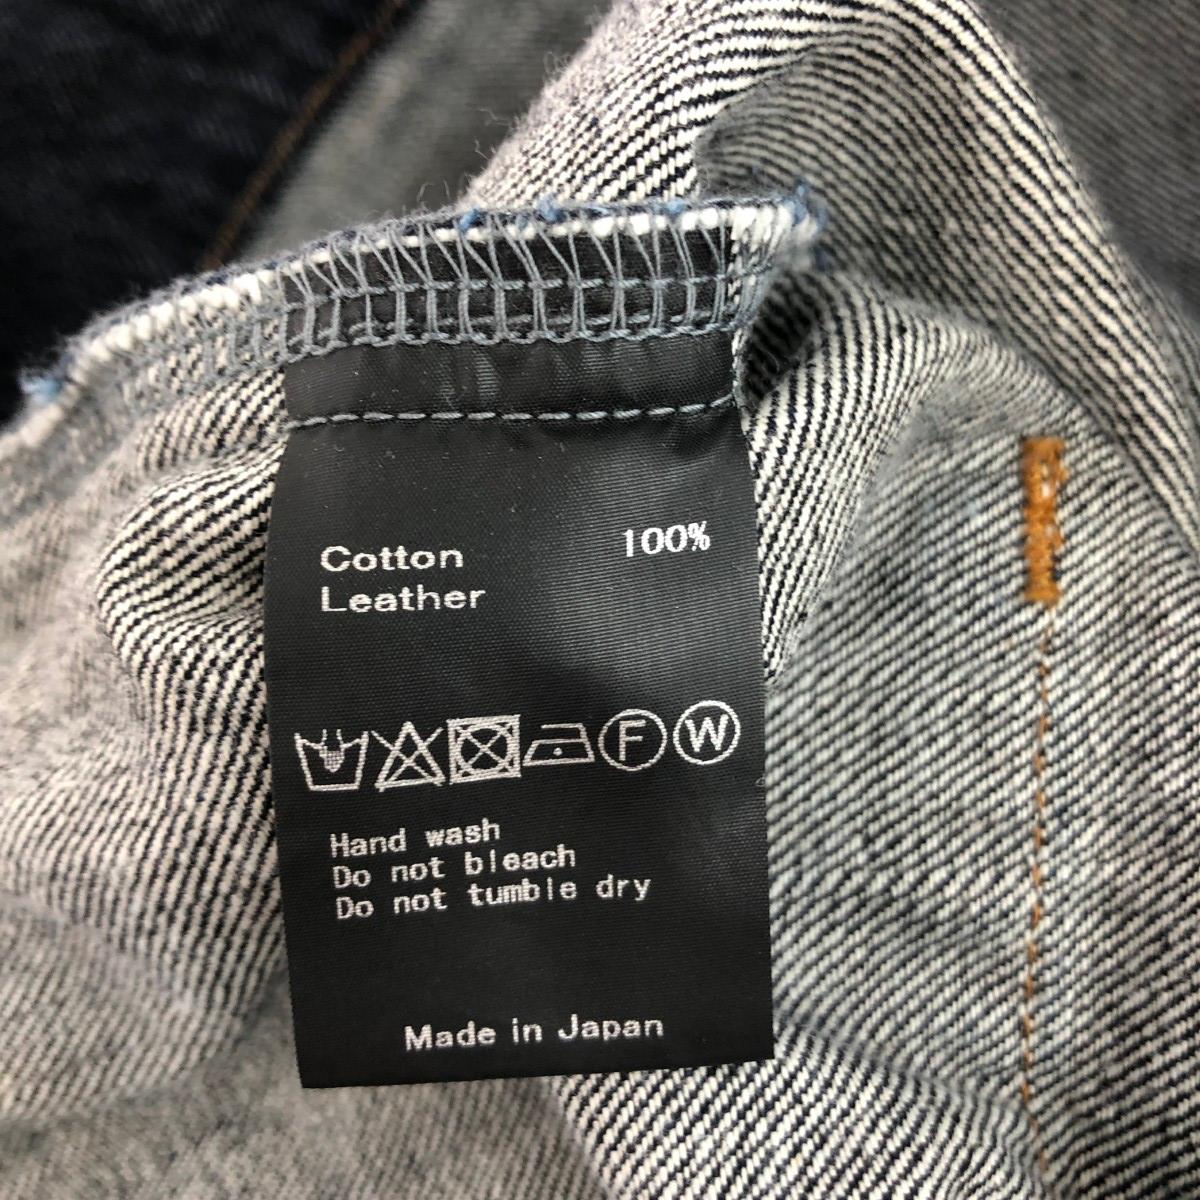 Cotton 100%
Leather
F W
Hand wash
Do not bleach
Do not tumble dry
Made in Japan